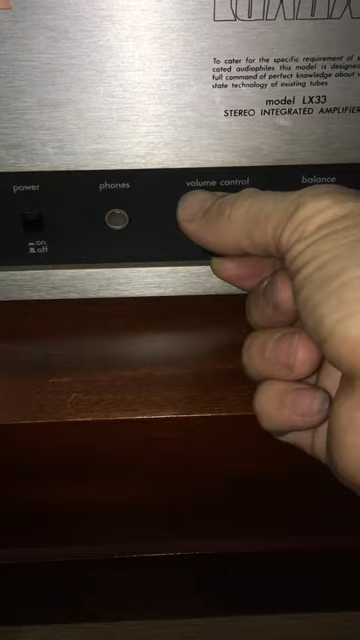 To cater for the specific requirement of
cated audiophiles this model is designed
full command of perfect knowledge about
state technology of existing tubes
model LX33
STEREO INTEGRATED AMPLIFIER
power
phones
volume control
balance
on
off